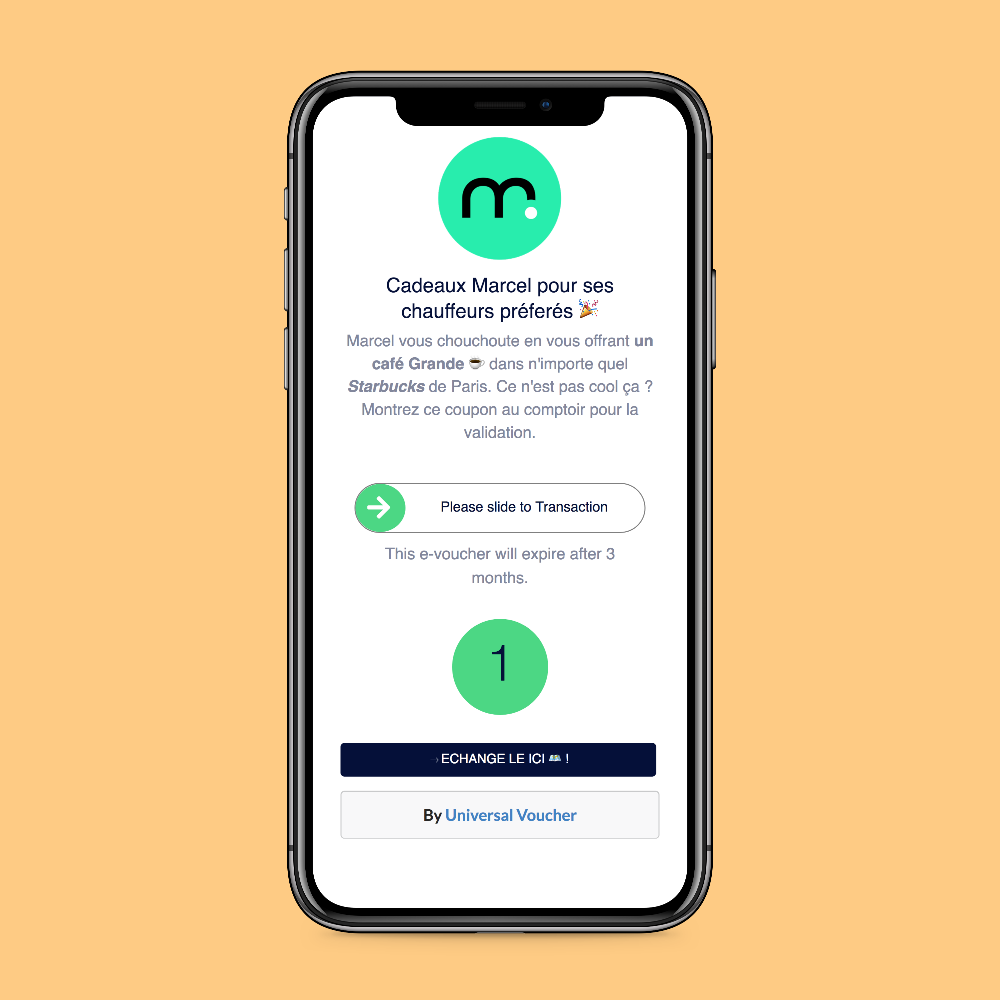 m.
Cadeaux Marcel pour ses
chauffeurs préferés 🎉
Marcel vous chouchoute en vous offrant un
café Grande ☕ dans n'importe quel
Starbucks de Paris. Ce n'est pas cool ça ?
Montrez ce coupon au comptoir pour la
validation.
Please slide to Transaction
This e-voucher will expire after 3
months.
1
ECHANGE LE ICI 🗺️ !
By Universal Voucher